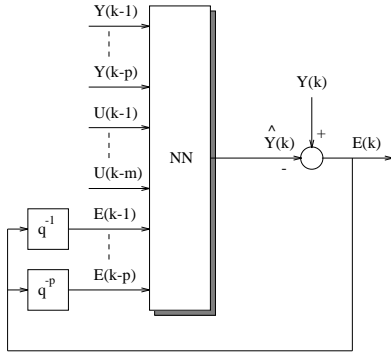 Y(k-1)
Y(k-p)
U(k-1)
U(k-m)
E(k-1)
E(k-p)
q^-1
q^-p
NN
Y(k)
+
Ŷ(k)
-
E(k)